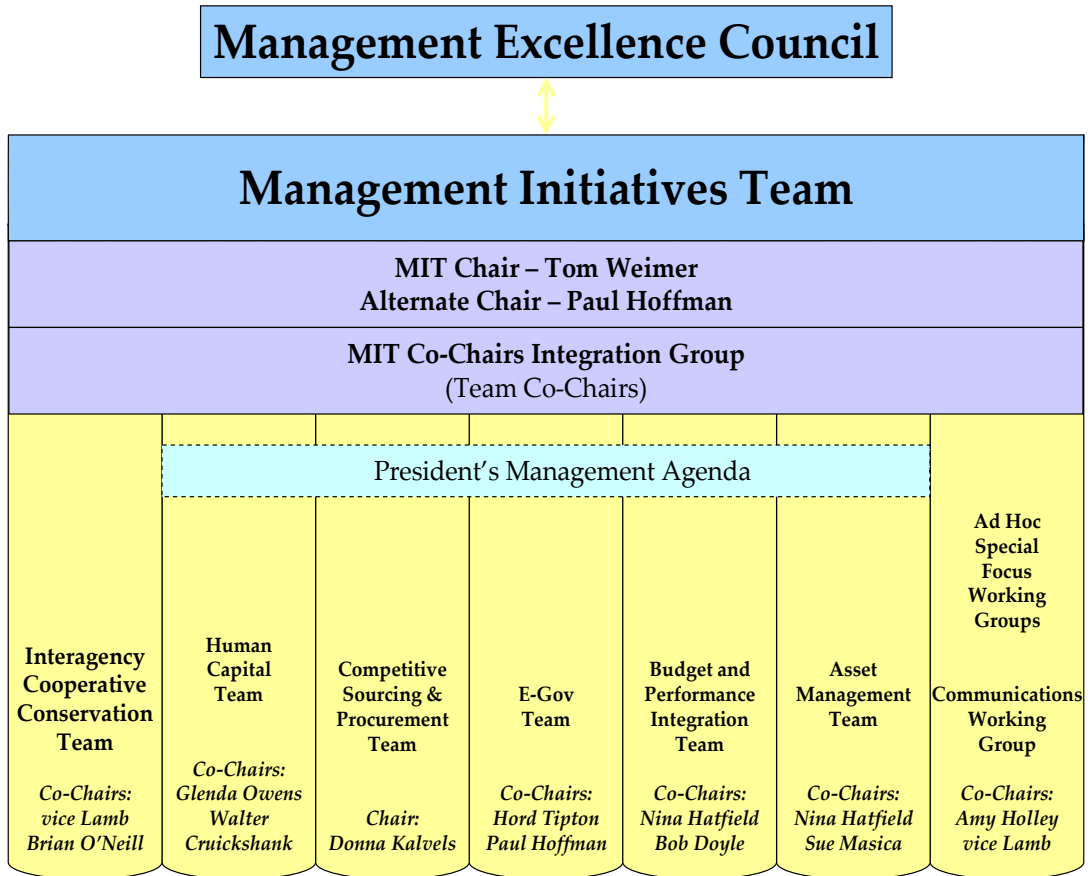 Management Excellence Council
Management Initiatives Team
MIT Chair – Tom Weimer
Alternate Chair – Paul Hoffman
MIT Co-Chairs Integration Group
(Team Co-Chairs)
President’s Management Agenda
Interagency
Cooperative
Conservation
Team
Co-Chairs:
vice Lamb
Brian O’Neill
Human
Capital
Team
Co-Chairs:
Glenda Owens
Walter
Cruickshank
Competitive
Sourcing &
Procurement
Team
Chair:
Donna Kalvels
E-Gov
Team
Co-Chairs:
Hord Tipton
Paul Hoffman
Budget and
Performance
Integration
Team
Co-Chairs:
Nina Hatfield
Bob Doyle
Asset
Management
Team
Co-Chairs:
Nina Hatfield
Sue Masica
Ad Hoc
Special
Focus
Working
Groups
Communications
Working
Group
Co-Chairs:
Amy Holley
vice Lamb